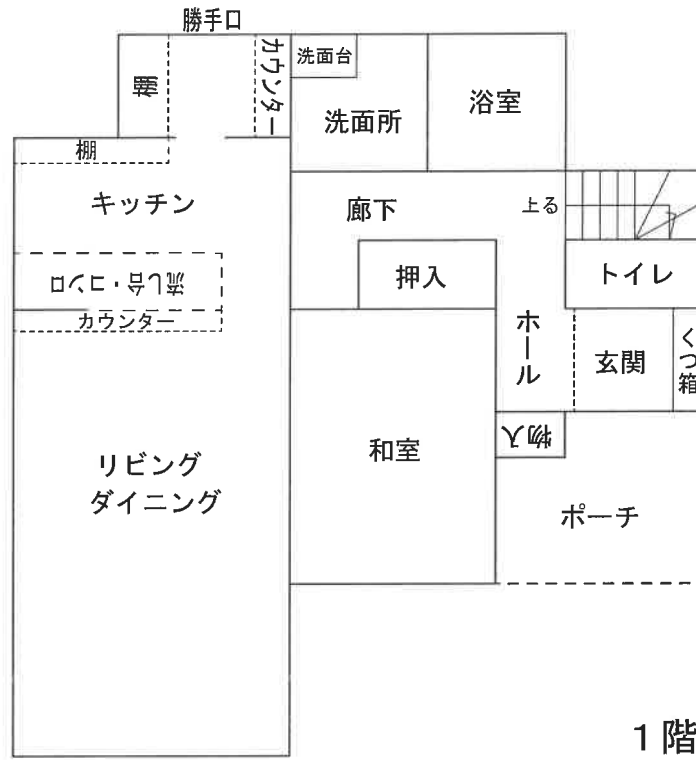 勝手口
棚
カウンター
洗面台
洗面所
浴室
棚
キッチン
廊下
上る
流し台・コンロ
押入
トイレ
カウンター
ホール
玄関
くつ箱
リビング
ダイニング
和室
物入
ポーチ
1階